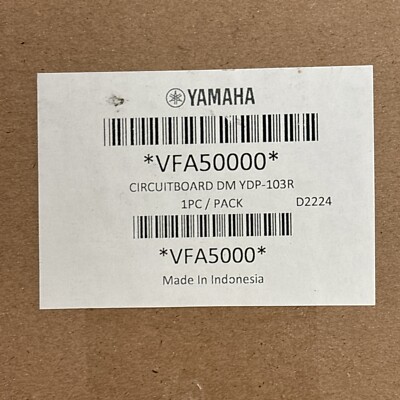 YAMAHA
*VFA50000*
CIRCUITBOARD DM YDP-103R
1PC / PACK D2224
*VFA5000*
Made In Indonesia